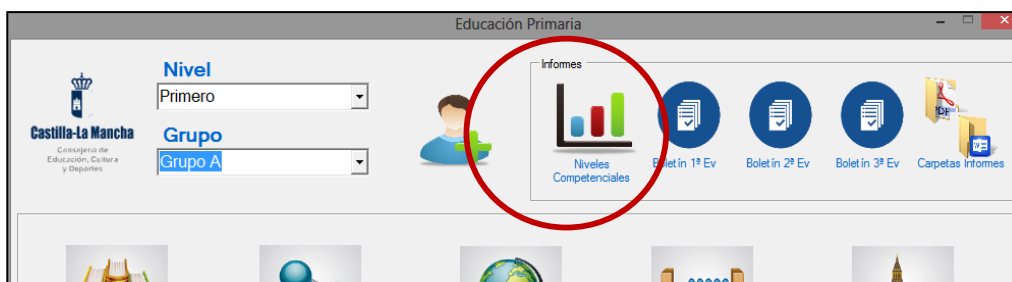 Educación Primaria
Nivel
Primero
Castilla-La Mancha
Consejería de
Educación, Cultura
y Deportes
Grupo
Grupo A
Informes
Niveles
Competenciales
Boletín 1ª Ev
Boletín 2ª Ev
Boletín 3ª Ev
PDF
Carpetas Informes